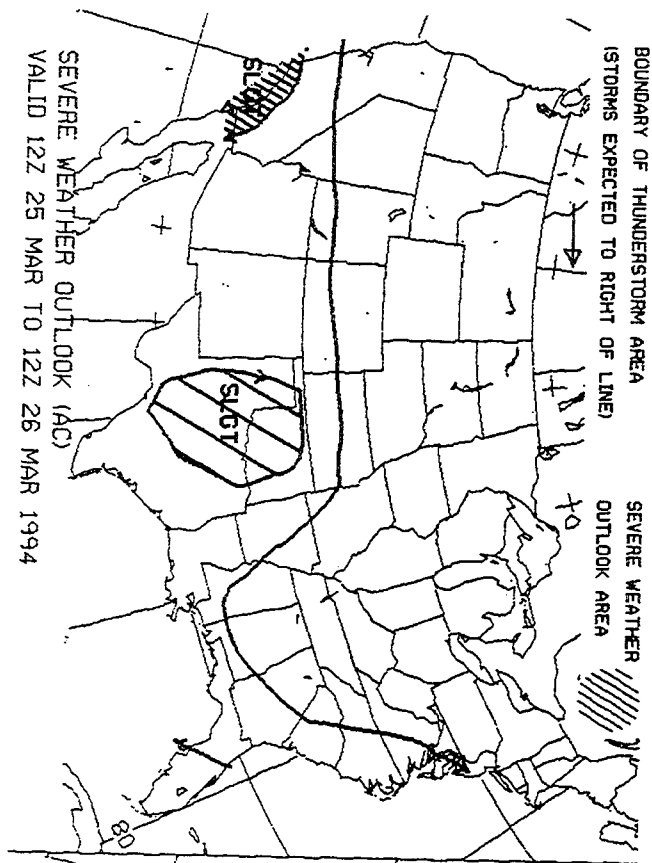 BOUNDARY OF THUNDERSTORM AREA
(STORMS EXPECTED TO RIGHT OF LINE)
SEVERE WEATHER
OUTLOOK AREA
SLGT
SLGT
80
SEVERE WEATHER OUTLOOK (AC)
VALID 12Z 25 MAR TO 12Z 26 MAR 1994